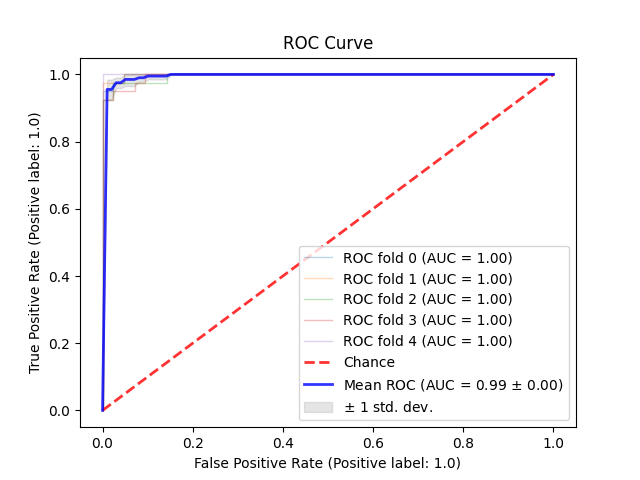 ROC Curve
True Positive Rate (Positive label: 1.0)
1.0
0.8
0.6
0.4
0.2
0.0
ROC fold 0 (AUC = 1.00)
ROC fold 1 (AUC = 1.00)
ROC fold 2 (AUC = 1.00)
ROC fold 3 (AUC = 1.00)
ROC fold 4 (AUC = 1.00)
Chance
Mean ROC (AUC = 0.99 ± 0.00)
± 1 std. dev.
0.0 0.2 0.4 0.6 0.8 1.0
False Positive Rate (Positive label: 1.0)